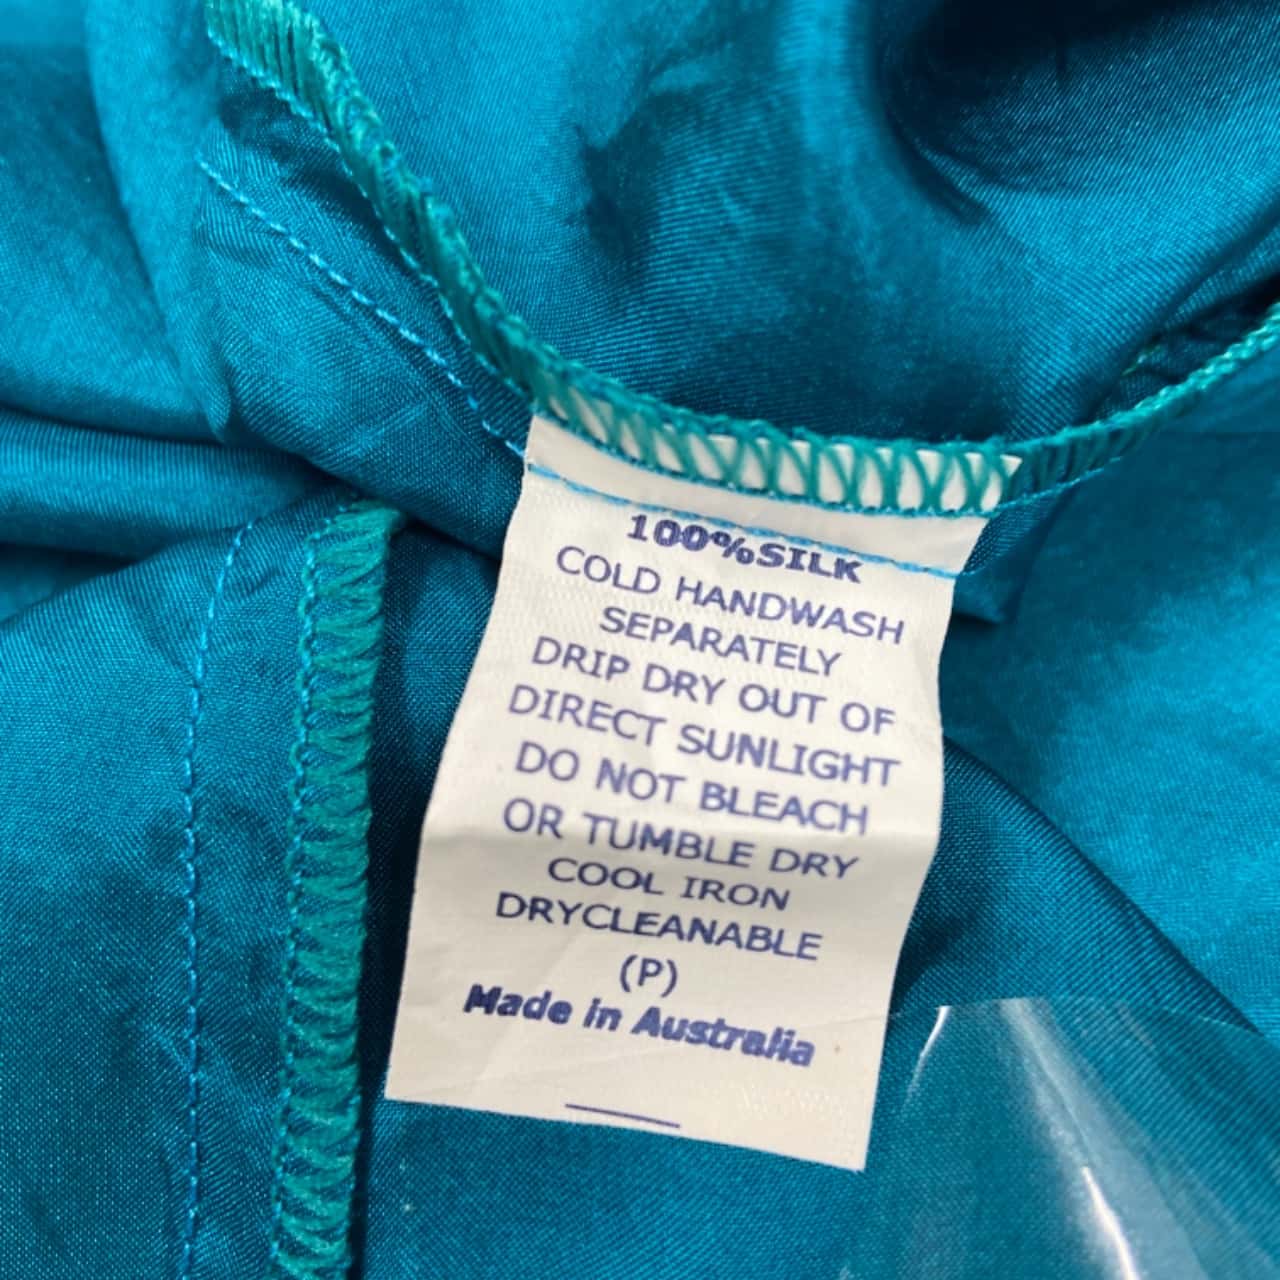 100%SILK
COLD HANDWASH
SEPARATELY
DRIP DRY OUT OF
DIRECT SUNLIGHT
DO NOT BLEACH
OR TUMBLE DRY
COOL IRON
DRYCLEANABLE
(P)
Made in Australia